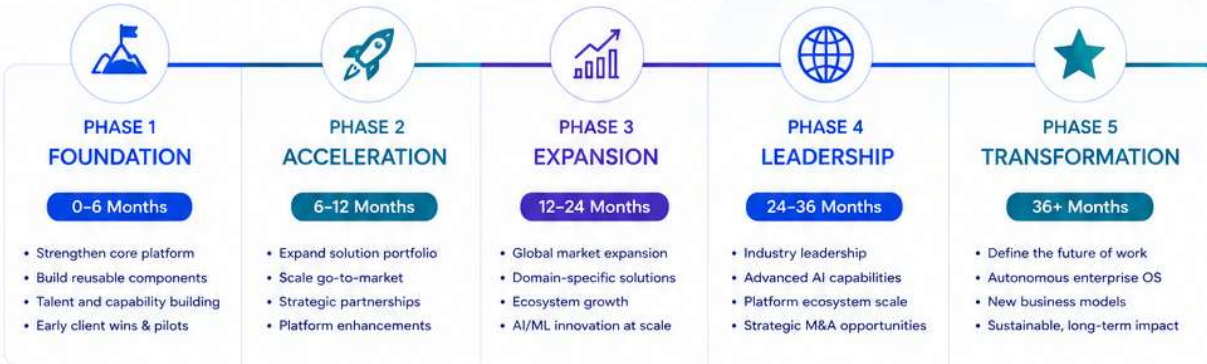 PHASE 1
FOUNDATION
0–6 Months
• Strengthen core platform
• Build reusable components
• Talent and capability building
• Early client wins & pilots
PHASE 2
ACCELERATION
6–12 Months
• Expand solution portfolio
• Scale go-to-market
• Strategic partnerships
• Platform enhancements
PHASE 3
EXPANSION
12–24 Months
• Global market expansion
• Domain-specific solutions
• Ecosystem growth
• AI/ML innovation at scale
PHASE 4
LEADERSHIP
24–36 Months
• Industry leadership
• Advanced AI capabilities
• Platform ecosystem scale
• Strategic M&A opportunities
PHASE 5
TRANSFORMATION
36+ Months
• Define the future of work
• Autonomous enterprise OS
• New business models
• Sustainable, long-term impact